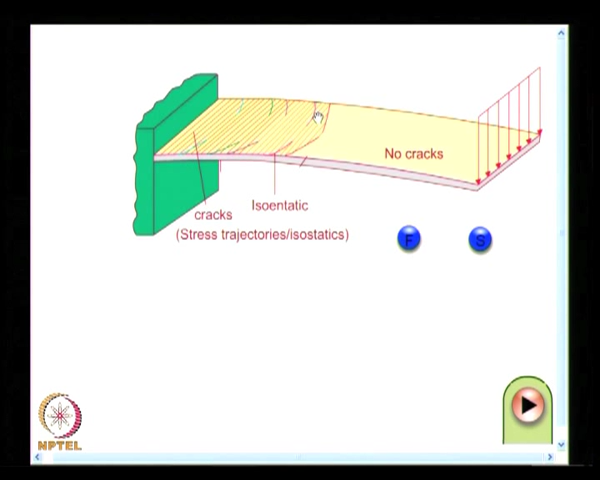 No cracks
Isoentatic
cracks
(Stress trajectories/isostatics)
F
S
NPTEL